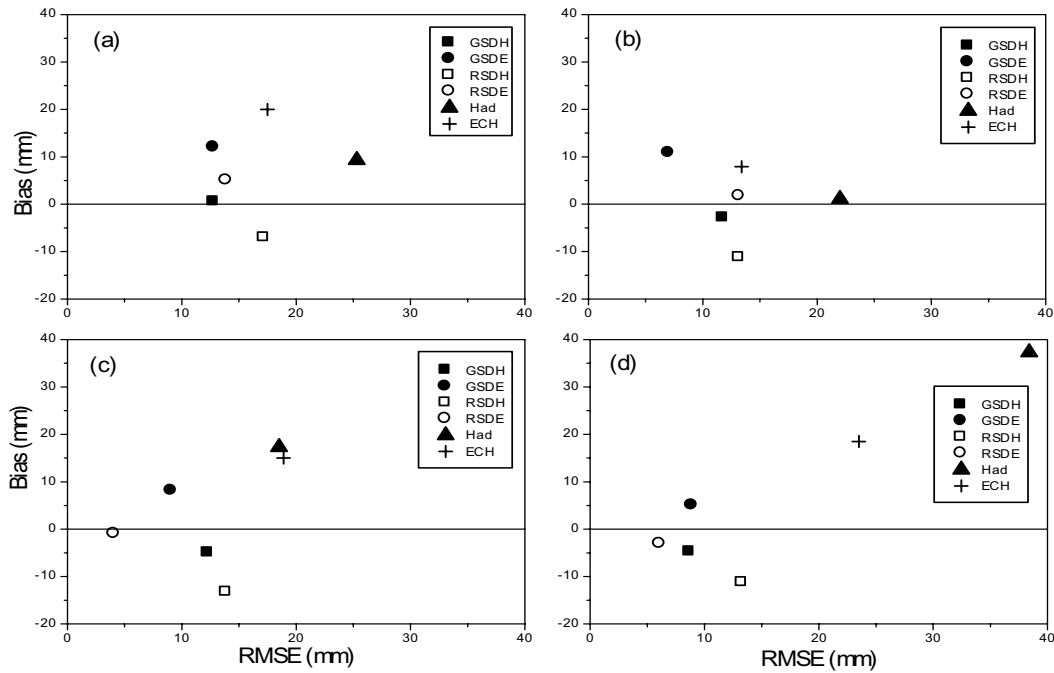 40
30
20
10
0
-10
-20
Bias (mm)
(a)
GSDH
GSDE
RSDH
RSDE
Had
ECH
0 10 20 30 40
40
30
20
10
0
-10
-20
(b)
GSDH
GSDE
RSDH
RSDE
Had
ECH
0 10 20 30 40
40
30
20
10
0
-10
-20
Bias (mm)
(c)
GSDH
GSDE
RSDH
RSDE
Had
ECH
0 10 20 30 40
RMSE (mm)
40
30
20
10
0
-10
-20
(d)
GSDH
GSDE
RSDH
RSDE
Had
ECH
0 10 20 30 40
RMSE (mm)